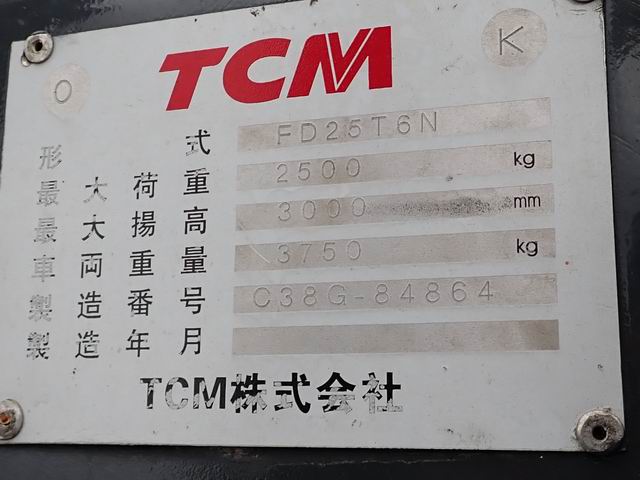 TCM
O
K
形式 FD25T6N
最大荷重 2500 kg
最大揚高 3000 mm
車両重量 3750 kg
製造番号 C38G-84864
製造年月
TCM株式会社